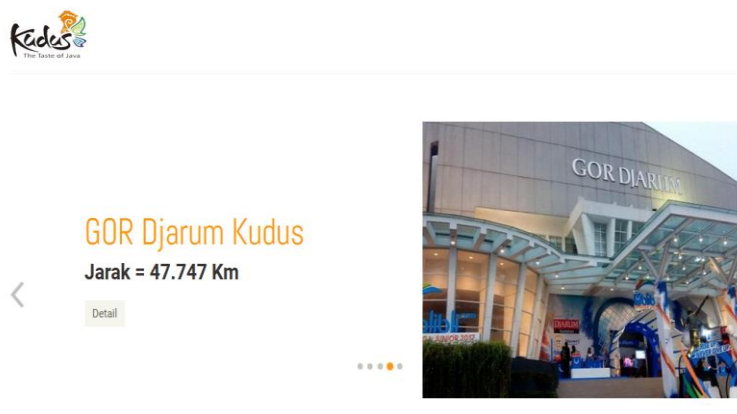 Kudus
The Taste of Java
GOR Djarum Kudus
Jarak = 47.747 Km
Detail
GOR DJARUM
DJARUM